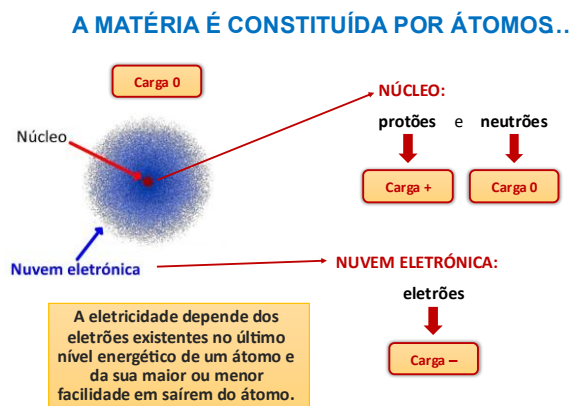 A MATÉRIA É CONSTITUÍDA POR ÁTOMOS...
Carga 0
Núcleo
Nuvem eletrónica
NÚCLEO:
protões e neutrões
Carga +
Carga 0
NUVEM ELETRÓNICA:
eletrões
Carga –
A eletricidade depende dos
eletrões existentes no último
nível energético de um átomo e
da sua maior ou menor
facilidade em saírem do átomo.